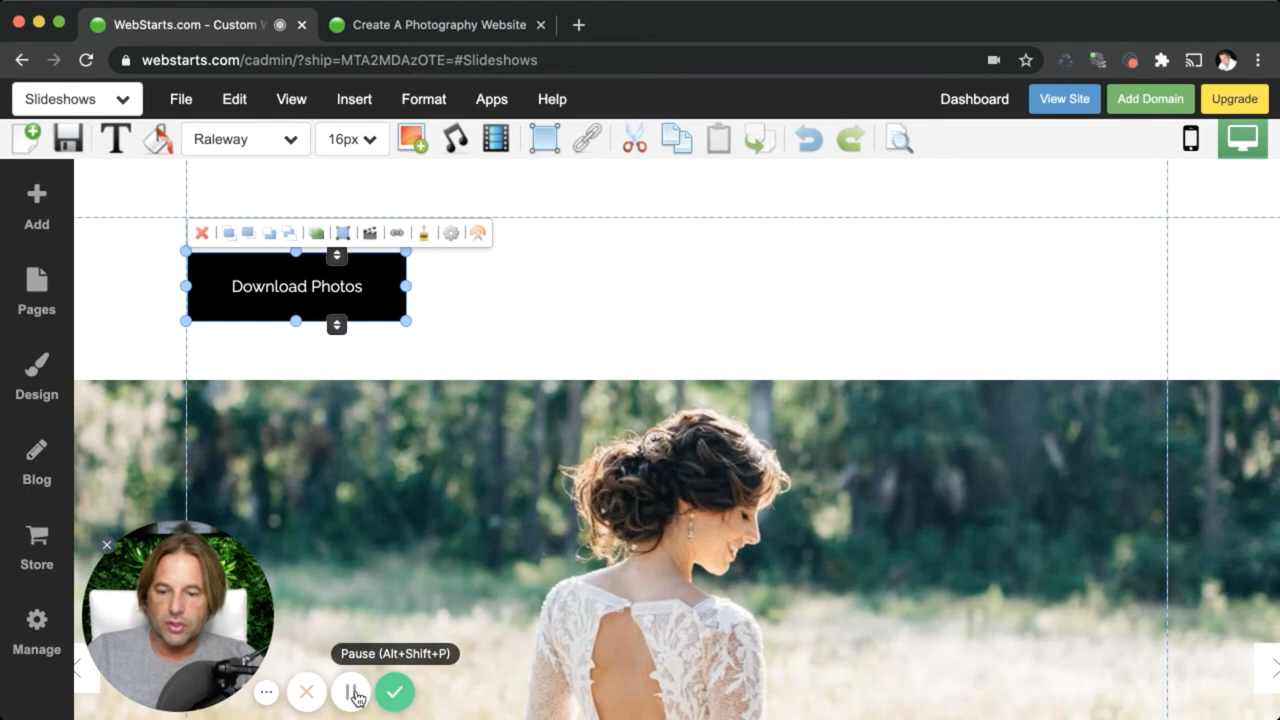 WebStarts.com - Custom W
Create A Photography Website
webstarts.com/cadmin/?ship=MTA2MDAzOTE=#Slideshows
Slideshows
File
Edit
View
Insert
Format
Apps
Help
Dashboard
View Site
Add Domain
Upgrade
T
Raleway
16px
Add
Pages
Design
Blog
Store
Manage
Download Photos
Pause (Alt+Shift+P)